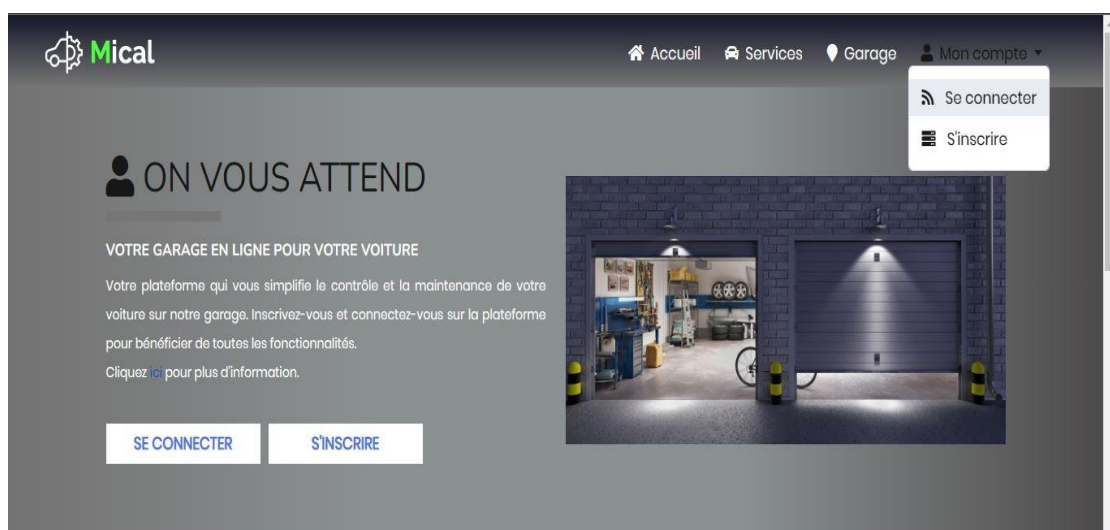 Mical
Accueil Services Garage Mon compte
Se connecter
S'inscrire
ON VOUS ATTEND
VOTRE GARAGE EN LIGNE POUR VOTRE VOITURE
Votre plateforme qui vous simplifie le contrôle et la maintenance de votre
voiture sur notre garage. Inscrivez-vous et connectez-vous sur la plateforme
pour bénéficier de toutes les fonctionnalités.
Cliquez ici pour plus d'information.
SE CONNECTER S'INSCRIRE